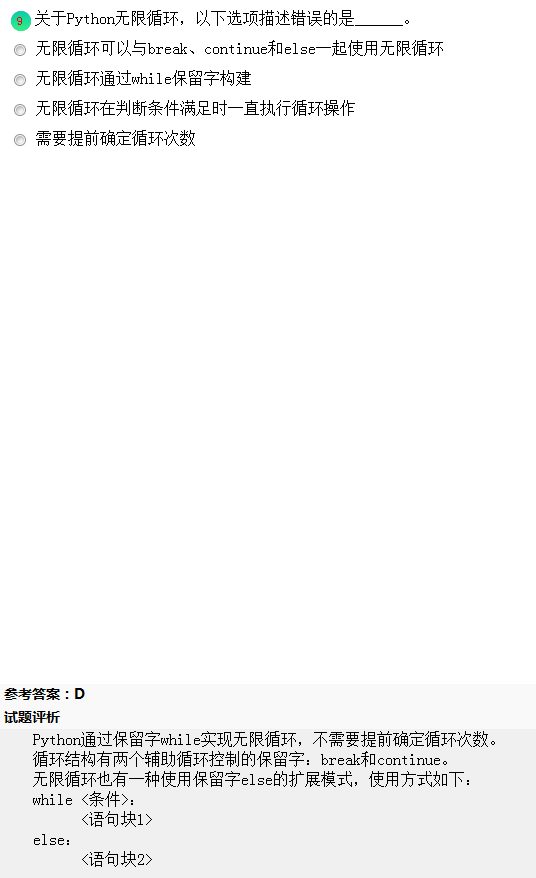 9 关于Python无限循环，以下选项描述错误的是______。
无限循环可以与break、continue和else一起使用无限循环
无限循环通过while保留字构建
无限循环在判断条件满足时一直执行循环操作
需要提前确定循环次数
参考答案：D
试题评析
Python通过保留字while实现无限循环，不需要提前确定循环次数。
循环结构有两个辅助循环控制的保留字：break和continue。
无限循环也有一种使用保留字else的扩展模式，使用方式如下：
while <条件>：
<语句块1>
else：
<语句块2>